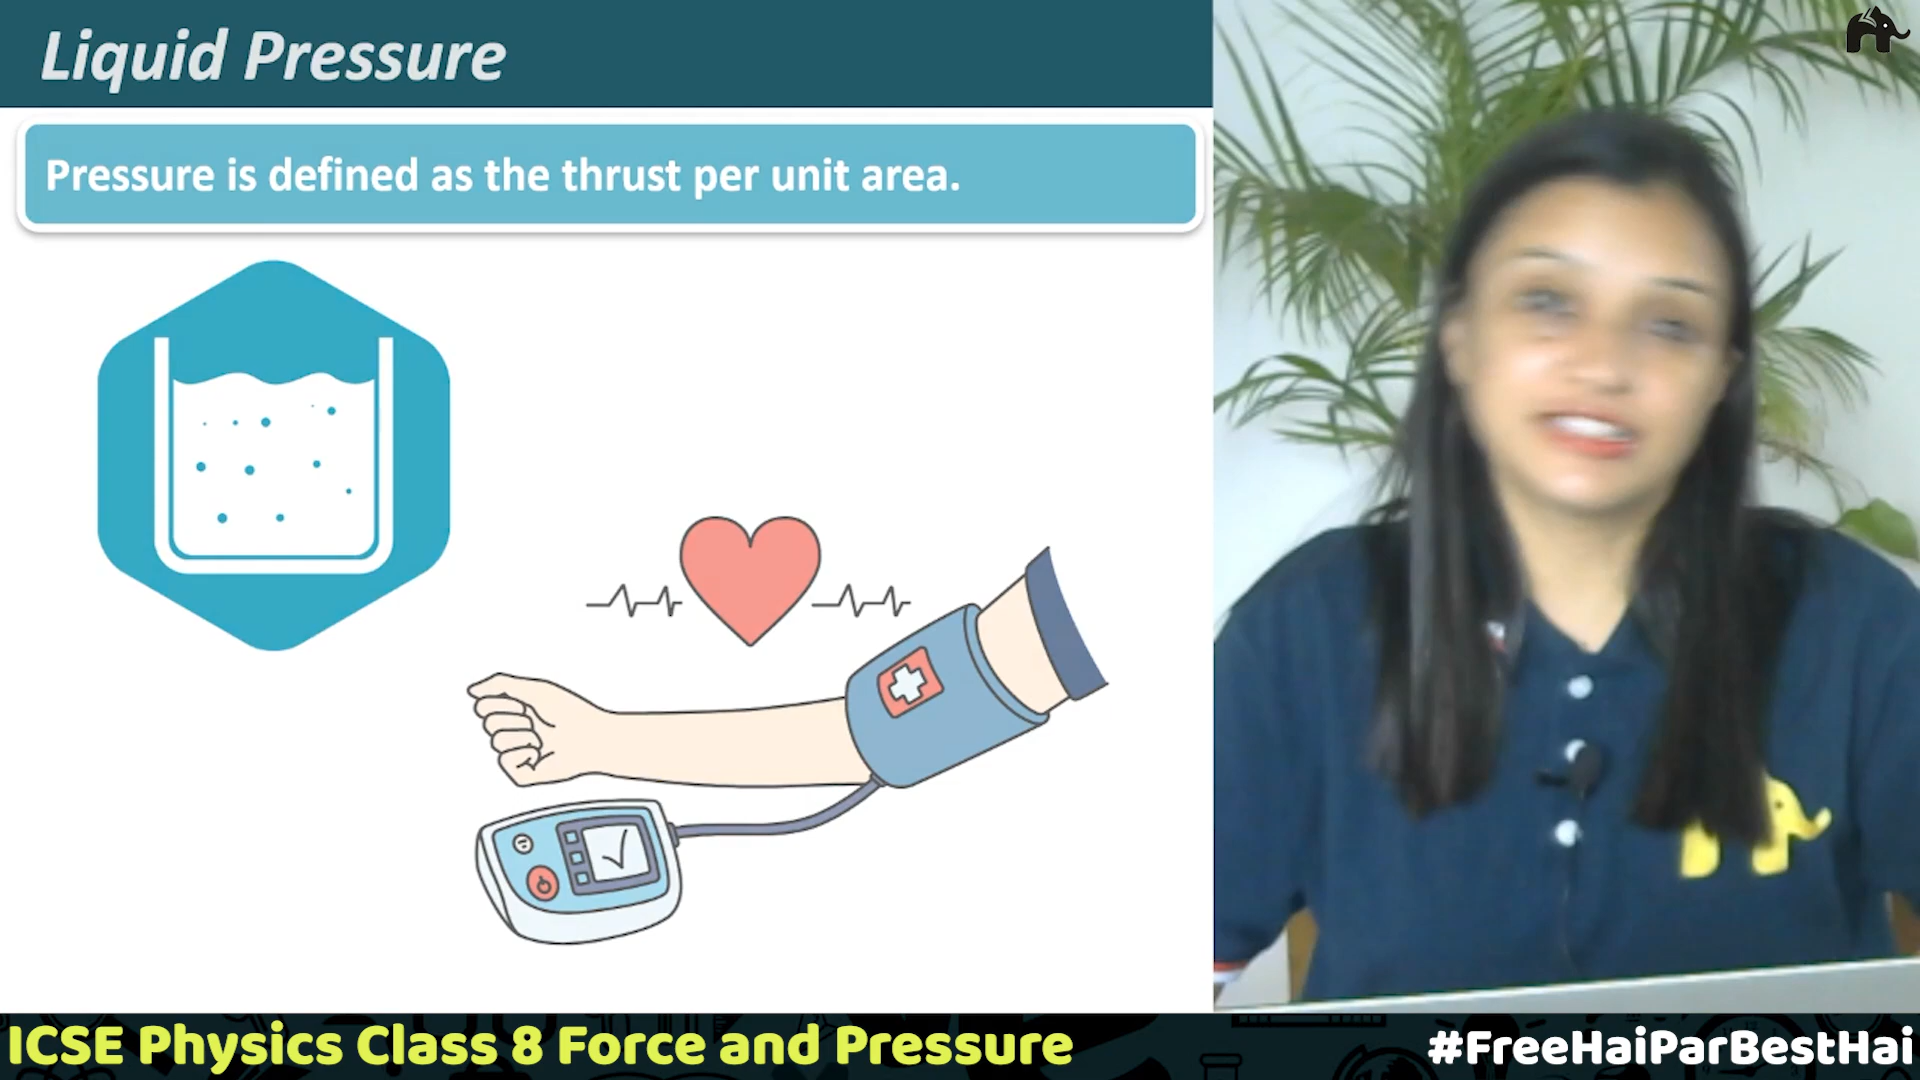 Liquid Pressure
Pressure is defined as the thrust per unit area.
ICSE Physics Class 8 Force and Pressure
#FreeHaiParBestHai